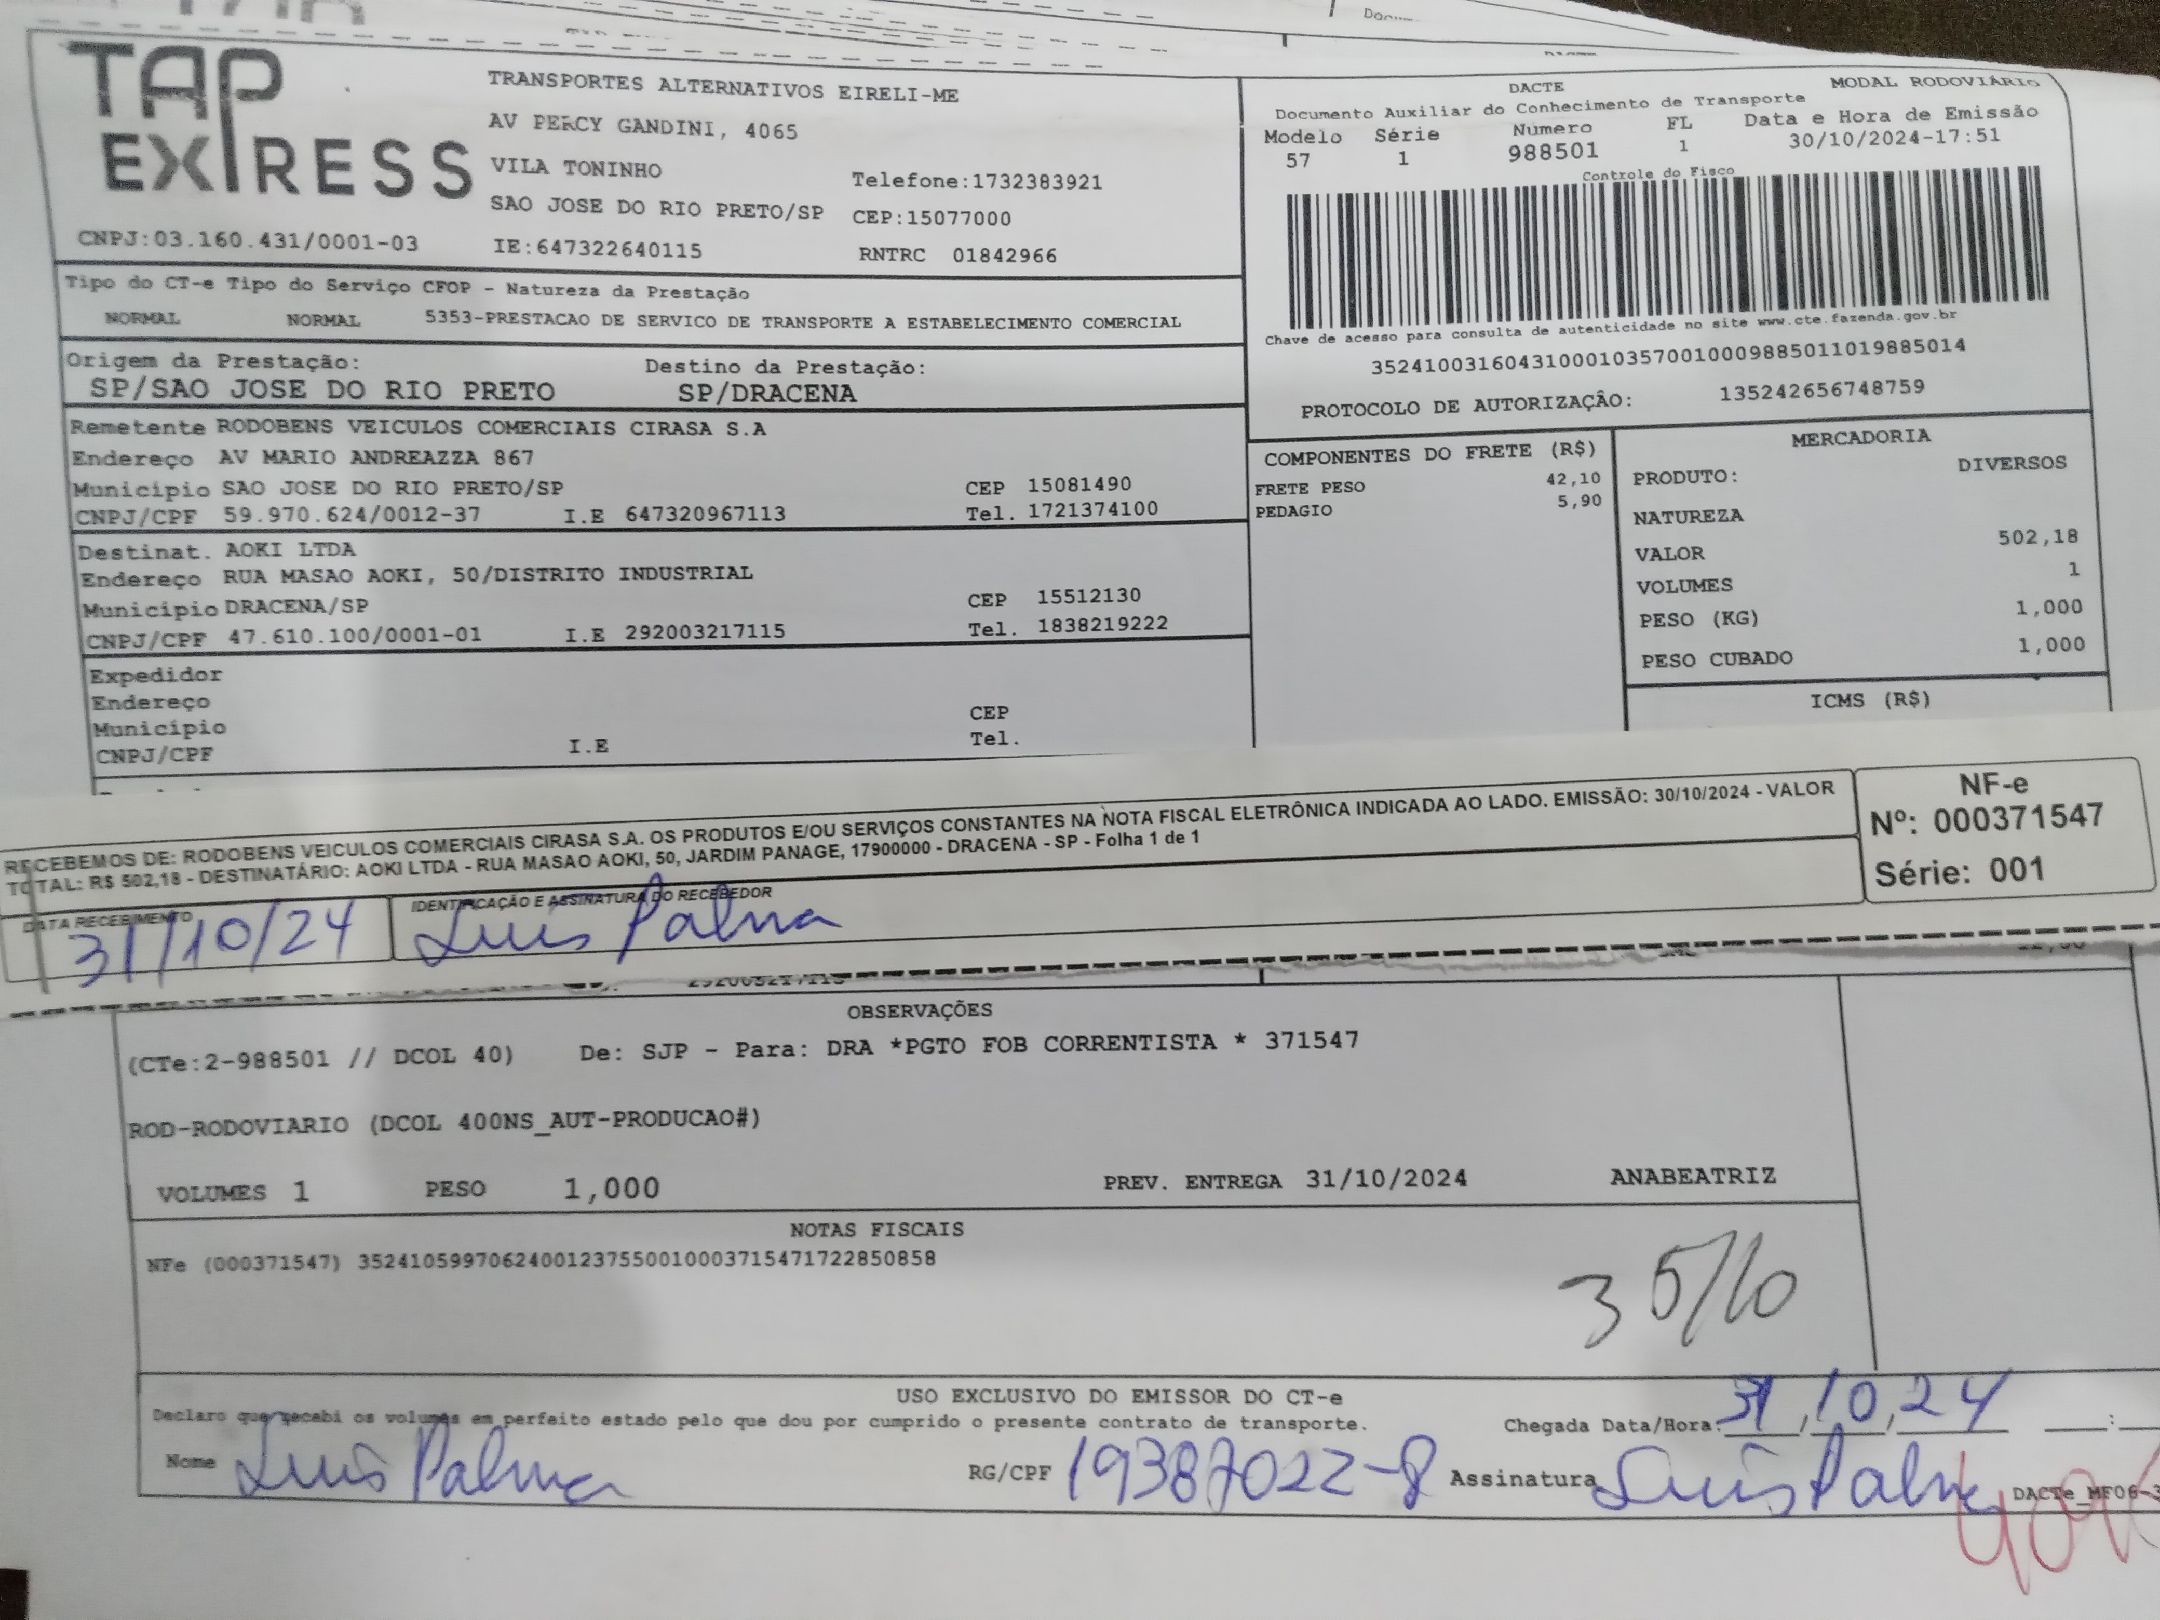 TAP
EXPRESS
TRANSPORTES ALTERNATIVOS EIRELI-ME
AV PERCY GANDINI, 4065
VILA TONINHO
Telefone:1732383921
SAO JOSE DO RIO PRETO/SP CEP:15077000
CNPJ:03.160.431/0001-03 IE:647322640115 RNTRC 01842966
DACTE MODAL RODOVIÁRIO
Documento Auxiliar do Conhecimento de Transporte
Modelo Série Número FL Data e Hora de Emissão
57 1 988501 1 30/10/2024-17:51
Controle do Fisco
Chave de acesso para consulta de autenticidade no site www.cte.fazenda.gov.br
35241003160431000103570010009885011019885014
PROTOCOLO DE AUTORIZAÇÃO: 135242656748759
Tipo do CT-e Tipo do Serviço CFOP - Natureza da Prestação
NORMAL NORMAL 5353-PRESTACAO DE SERVICO DE TRANSPORTE A ESTABELECIMENTO COMERCIAL
Origem da Prestação: Destino da Prestação:
SP/SAO JOSE DO RIO PRETO SP/DRACENA
Remetente RODOBENS VEICULOS COMERCIAIS CIRASA S.A
Endereço AV MARIO ANDREAZZA 867
Município SAO JOSE DO RIO PRETO/SP CEP 15081490
CNPJ/CPF 59.970.624/0012-37 I.E 647320967113 Tel. 1721374100
Destinat. AOKI LTDA
Endereço RUA MASAO AOKI, 50/DISTRITO INDUSTRIAL
Município DRACENA/SP CEP 15512130
CNPJ/CPF 47.610.100/0001-01 I.E 292003217115 Tel. 1838219222
Expedidor
Endereço
Município CEP
CNPJ/CPF I.E Tel.
COMPONENTES DO FRETE (R$)
FRETE PESO 42,10
PEDAGIO 5,90
MERCADORIA
PRODUTO: DIVERSOS
NATUREZA
VALOR 502,18
VOLUMES 1
PESO (KG) 1,000
PESO CUBADO 1,000
ICMS (R$)
RECEBEMOS DE: RODOBENS VEICULOS COMERCIAIS CIRASA S.A. OS PRODUTOS E/OU SERVIÇOS CONSTANTES NA NOTA FISCAL ELETRÔNICA INDICADA AO LADO. EMISSÃO: 30/10/2024 - VALOR
TOTAL: R$ 502,18 - DESTINATÁRIO: AOKI LTDA - RUA MASAO AOKI, 50, JARDIM PANAGE, 17900000 - DRACENA - SP - Folha 1 de 1
NF-e
Nº: 000371547
Série: 001
DATA RECEBIMENTO IDENTIFICAÇÃO E ASSINATURA DO RECEBEDOR
31/10/24 Luis Palma
292003217115
OBSERVAÇÕES
(CTe:2-988501 // DCOL 40) De: SJP - Para: DRA *PGTO FOB CORRENTISTA * 371547
ROD-RODOVIARIO (DCOL 400NS_AUT-PRODUCAO#)
VOLUMES 1 PESO 1,000 PREV. ENTREGA 31/10/2024 ANABEATRIZ
NOTAS FISCAIS
NFe (000371547) 35241059970624001237550010003715471722850858
USO EXCLUSIVO DO EMISSOR DO CT-e
Declaro que recebi os volumes em perfeito estado pelo que dou por cumprido o presente contrato de transporte. Chegada Data/Hora: 31/10/24 :
Nome Luis Palma RG/CPF 19387022-8 Assinatura Luis Palma